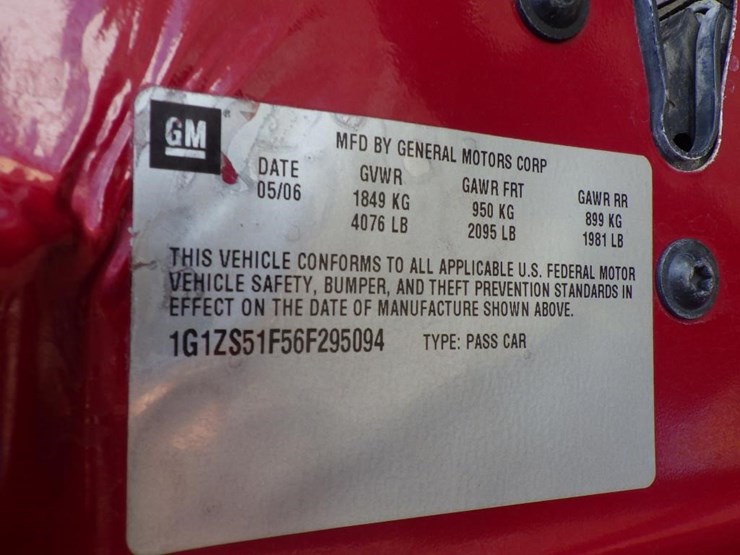 GM
MFD BY GENERAL MOTORS CORP
DATE GVWR GAWR FRT GAWR RR
05/06 1849 KG 950 KG 899 KG
4076 LB 2095 LB 1981 LB
THIS VEHICLE CONFORMS TO ALL APPLICABLE U.S. FEDERAL MOTOR
VEHICLE SAFETY, BUMPER, AND THEFT PREVENTION STANDARDS IN
EFFECT ON THE DATE OF MANUFACTURE SHOWN ABOVE.
1G1ZS51F56F295094 TYPE: PASS CAR